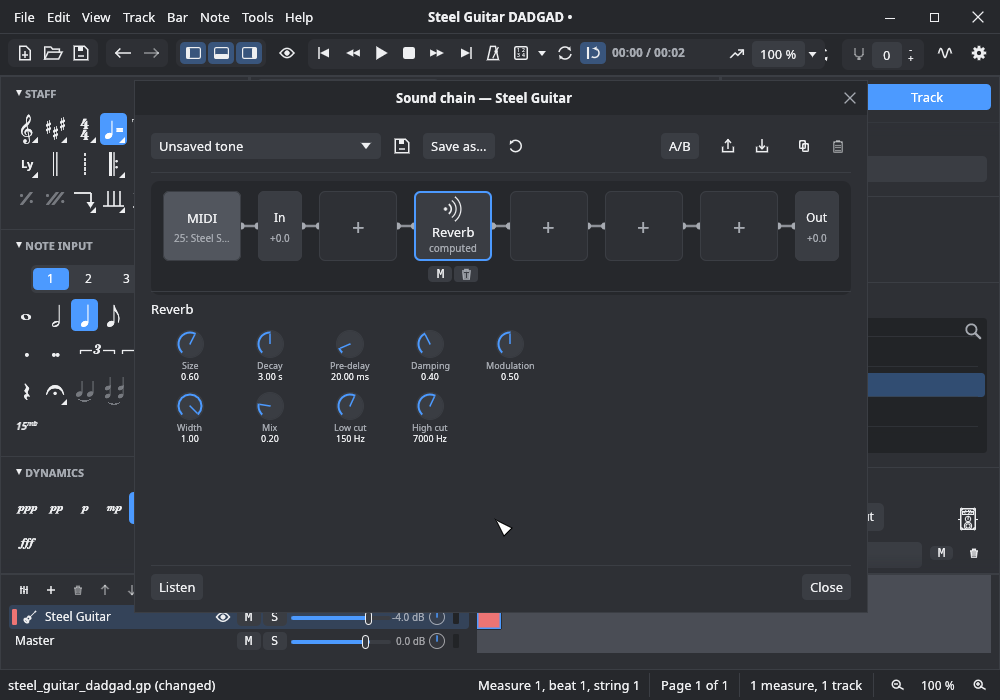 File Edit View Track Bar Note Tools Help
Steel Guitar DADGAD •
00:00 / 00:02
100 %
0
STAFF
Sound chain — Steel Guitar
Track
Unsaved tone
Save as...
A/B
Ly
MIDI
25: Steel S...
In
+0.0
+
Reverb
computed
+
+
+
Out
+0.0
M
NOTE INPUT
1 2 3
Reverb
Size
0.60
Decay
3.00 s
Pre-delay
20.00 ms
Damping
0.40
Modulation
0.50
Width
1.00
Mix
0.20
Low cut
150 Hz
High cut
7000 Hz
3
15mb
DYNAMICS
ppp pp p mp
fff
M
Listen
Close
Steel Guitar
M S
-4.0 dB
Master
M S
0.0 dB
steel_guitar_dadgad.gp (changed)
Measure 1, beat 1, string 1
Page 1 of 1
1 measure, 1 track
100 %